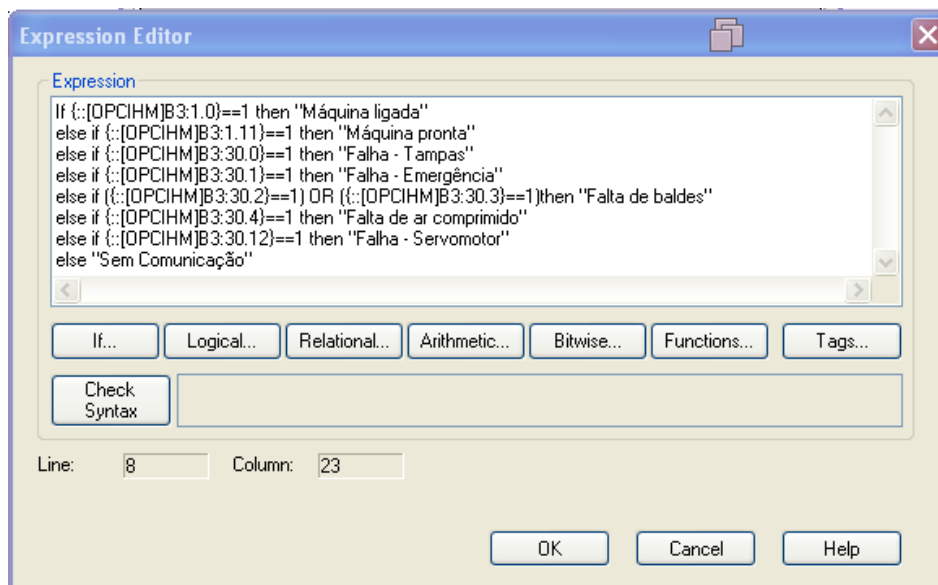 Expression Editor
Expression
If {::[OPCIHM]B3:1.0}==1 then "Máquina ligada"
else if {::[OPCIHM]B3:1.11}==1 then "Máquina pronta"
else if {::[OPCIHM]B3:30.0}==1 then "Falha - Tampas"
else if {::[OPCIHM]B3:30.1}==1 then "Falha - Emergência"
else if ({::[OPCIHM]B3:30.2}==1) OR ({::[OPCIHM]B3:30.3}==1)then "Falta de baldes"
else if {::[OPCIHM]B3:30.4}==1 then "Falta de ar comprimido"
else if {::[OPCIHM]B3:30.12}==1 then "Falha - Servomotor"
else "Sem Comunicação"
If... Logical... Relational... Arithmetic... Bitwise... Functions... Tags...
Check
Syntax
Line: 8 Column: 23
OK Cancel Help